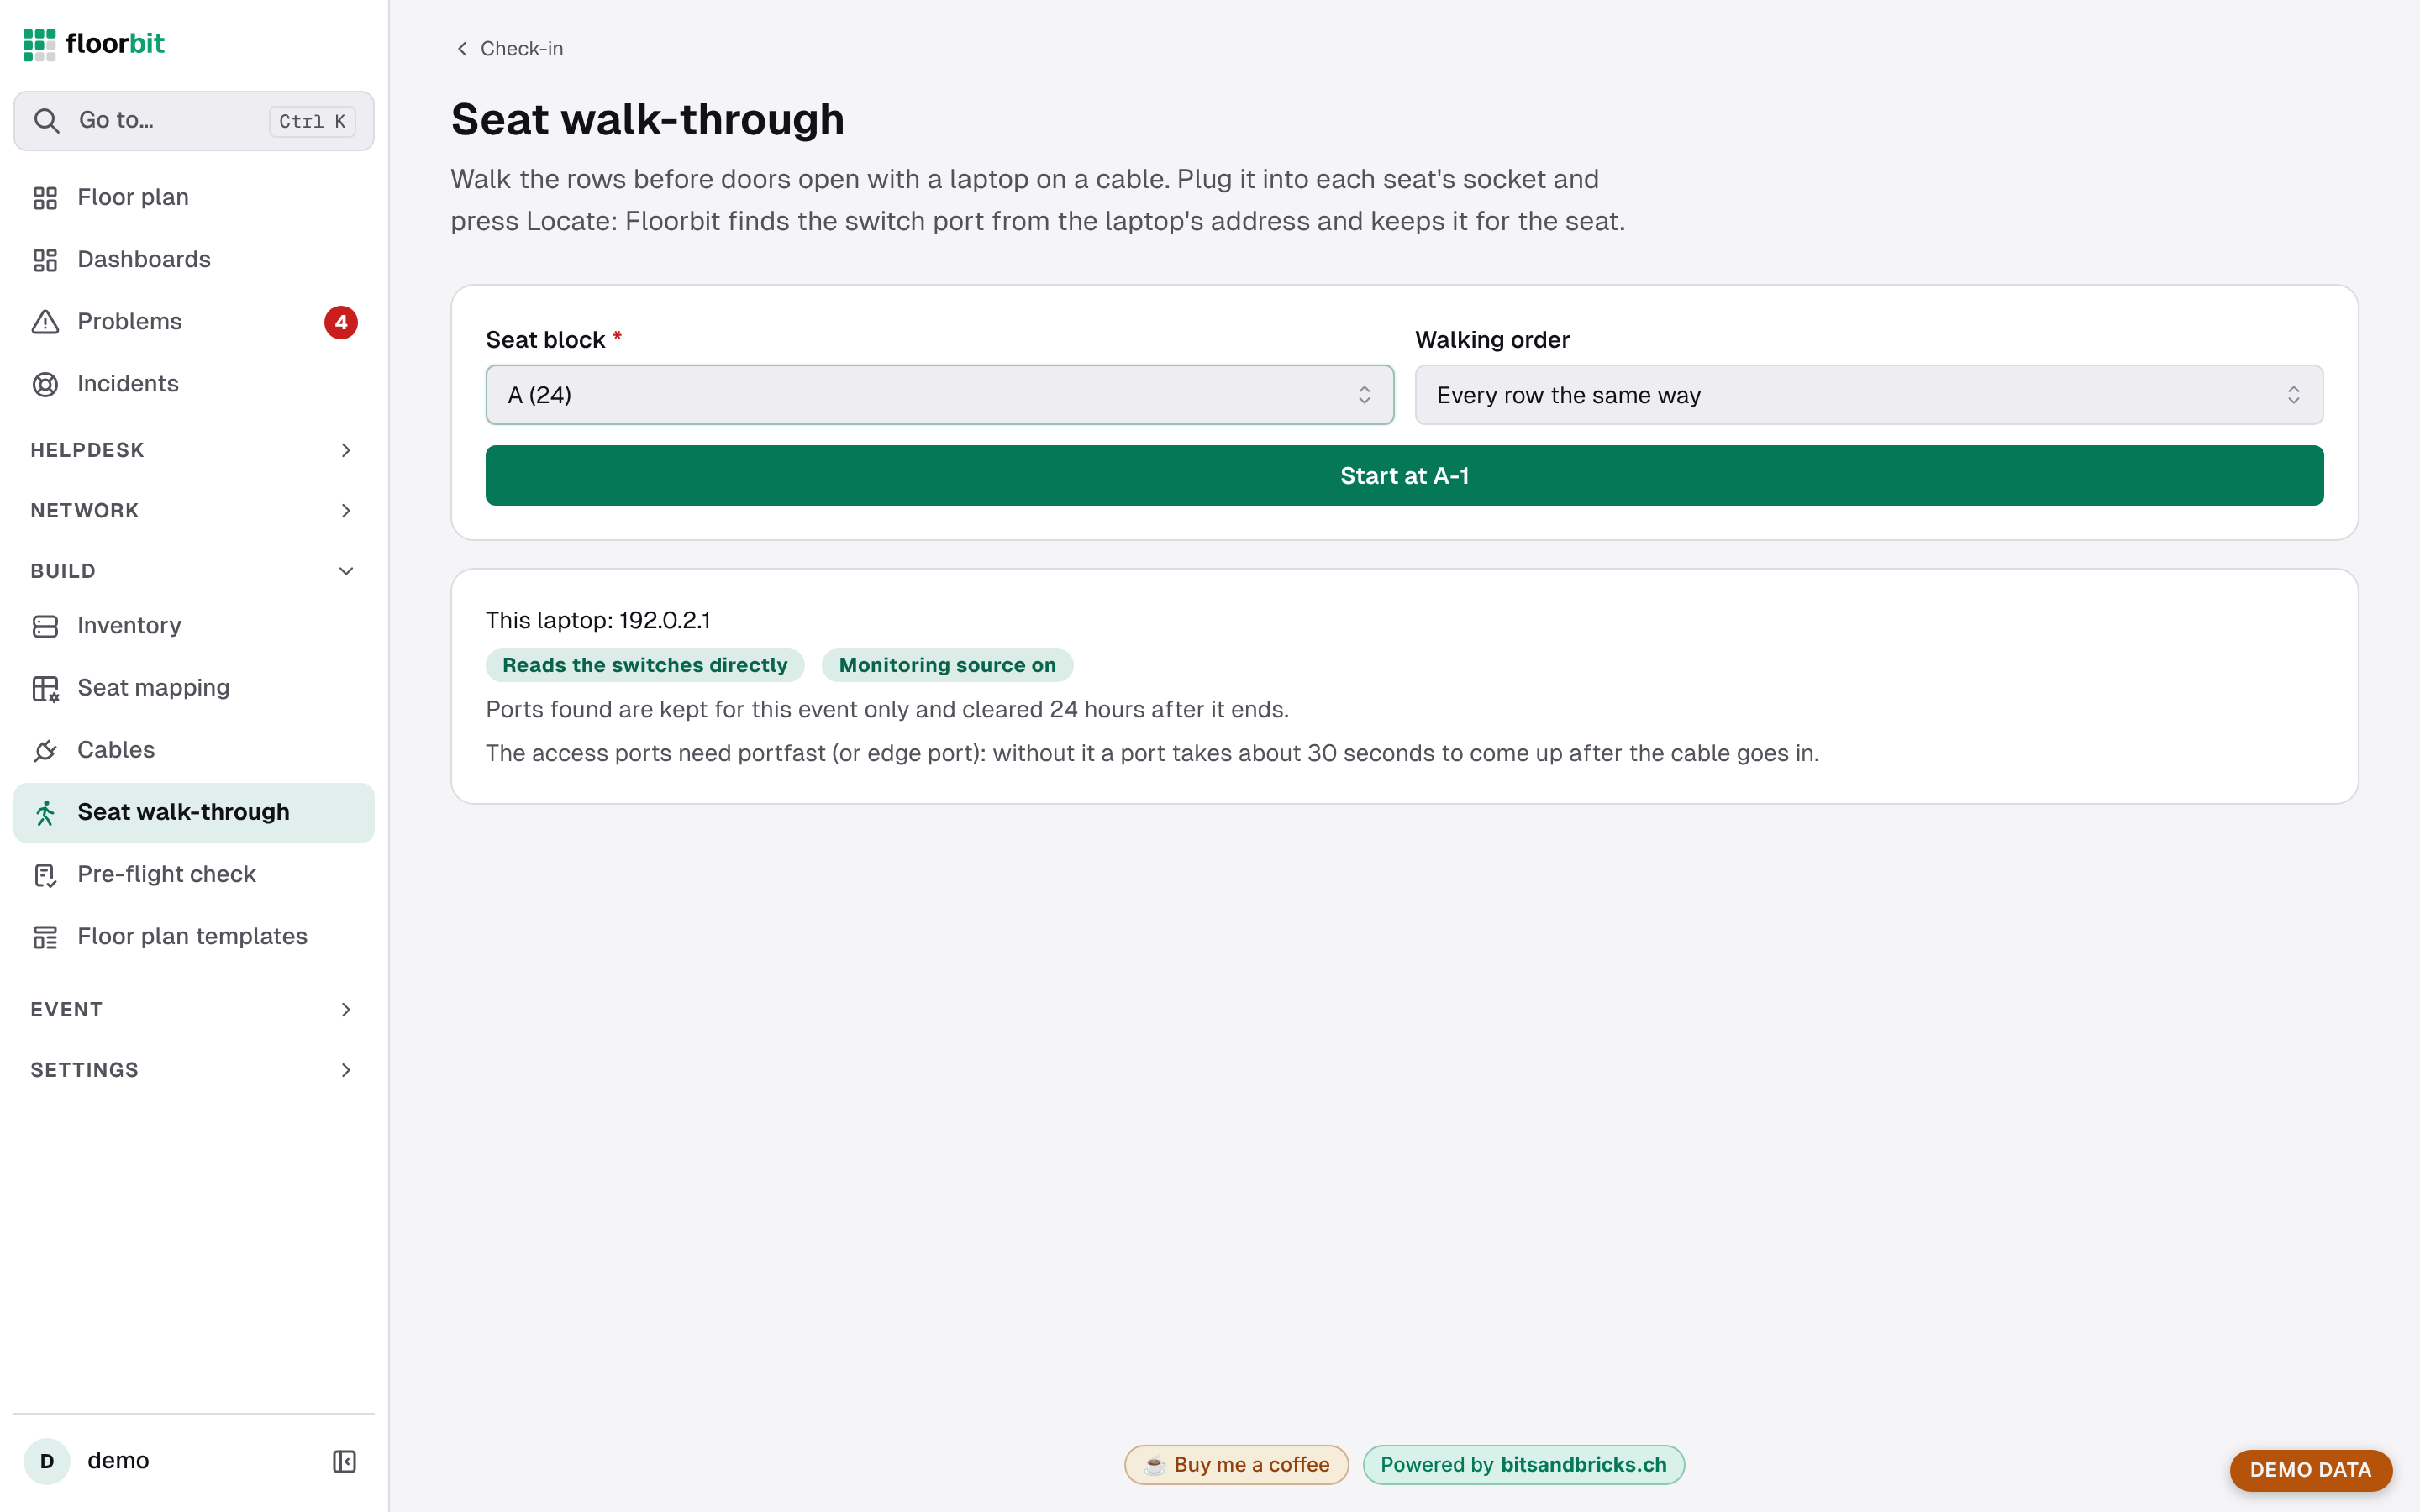 floorbit
Go to...
Ctrl K
Floor plan
Dashboards
Problems
4
Incidents
HELPDESK
NETWORK
BUILD
Inventory
Seat mapping
Cables
Seat walk-through
Pre-flight check
Floor plan templates
EVENT
SETTINGS
D
demo
Check-in
Seat walk-through
Walk the rows before doors open with a laptop on a cable. Plug it into each seat's socket and
press Locate: Floorbit finds the switch port from the laptop's address and keeps it for the seat.
Seat block *
A (24)
Walking order
Every row the same way
Start at A-1
This laptop: 192.0.2.1
Reads the switches directly
Monitoring source on
Ports found are kept for this event only and cleared 24 hours after it ends.
The access ports need portfast (or edge port): without it a port takes about 30 seconds to come up after the cable goes in.
Buy me a coffee
Powered by bitsandbricks.ch
DEMO DATA